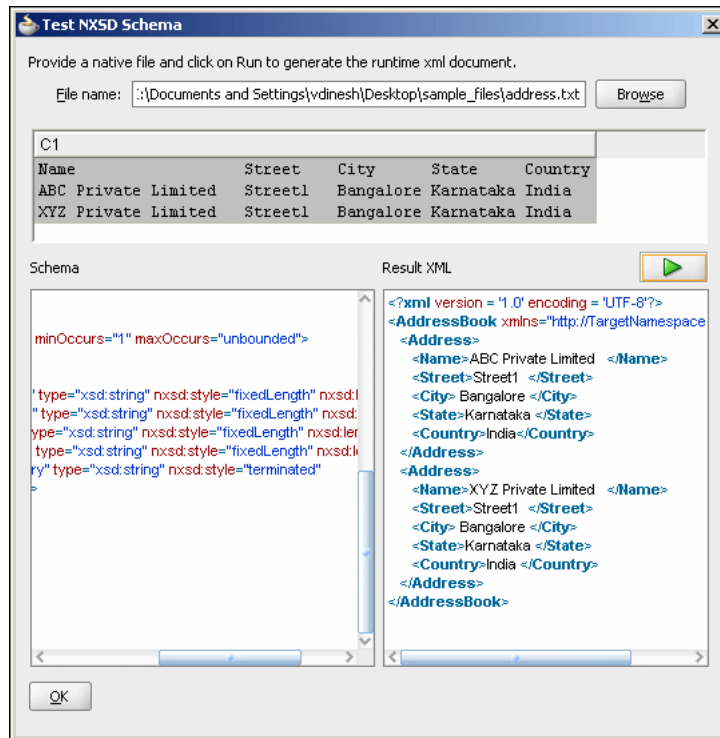 Test NXSD Schema
Provide a native file and click on Run to generate the runtime xml document.
File name: :\Documents and Settings\vdinesh\Desktop\sample_files\address.txt Browse
C1
Name Street City State Country
ABC Private Limited Street1 Bangalore Karnataka India
XYZ Private Limited Street1 Bangalore Karnataka India
Schema
minOccurs="1" maxOccurs="unbounded">
" type="xsd:string" nxsd:style="fixedLength" nxsd:l
" type="xsd:string" nxsd:style="fixedLength" nxsd:
ype="xsd:string" nxsd:style="fixedLength" nxsd:ler
type="xsd:string" nxsd:style="fixedLength" nxsd:l
ry" type="xsd:string" nxsd:style="terminated"
>
Result XML
<?xml version = '1.0' encoding = 'UTF-8'?>
<AddressBook xmlns="http://TargetNamespace
<Address>
<Name>ABC Private Limited </Name>
<Street>Street1 </Street>
<City> Bangalore </City>
<State>Karnataka </State>
<Country>India</Country>
</Address>
<Address>
<Name>XYZ Private Limited </Name>
<Street>Street1 </Street>
<City> Bangalore </City>
<State>Karnataka </State>
<Country>India </Country>
</Address>
</AddressBook>
OK